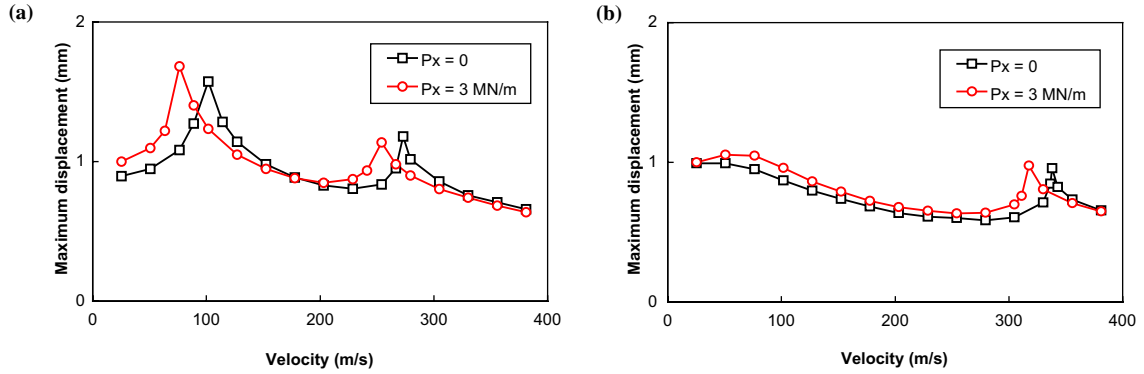 (a)
Maximum displacement (mm)
2
1
0
Px = 0
Px = 3 MN/m
0 100 200 300 400
Velocity (m/s)
(b)
Maximum displacement (mm)
2
1
0
Px = 0
Px = 3 MN/m
0 100 200 300 400
Velocity (m/s)